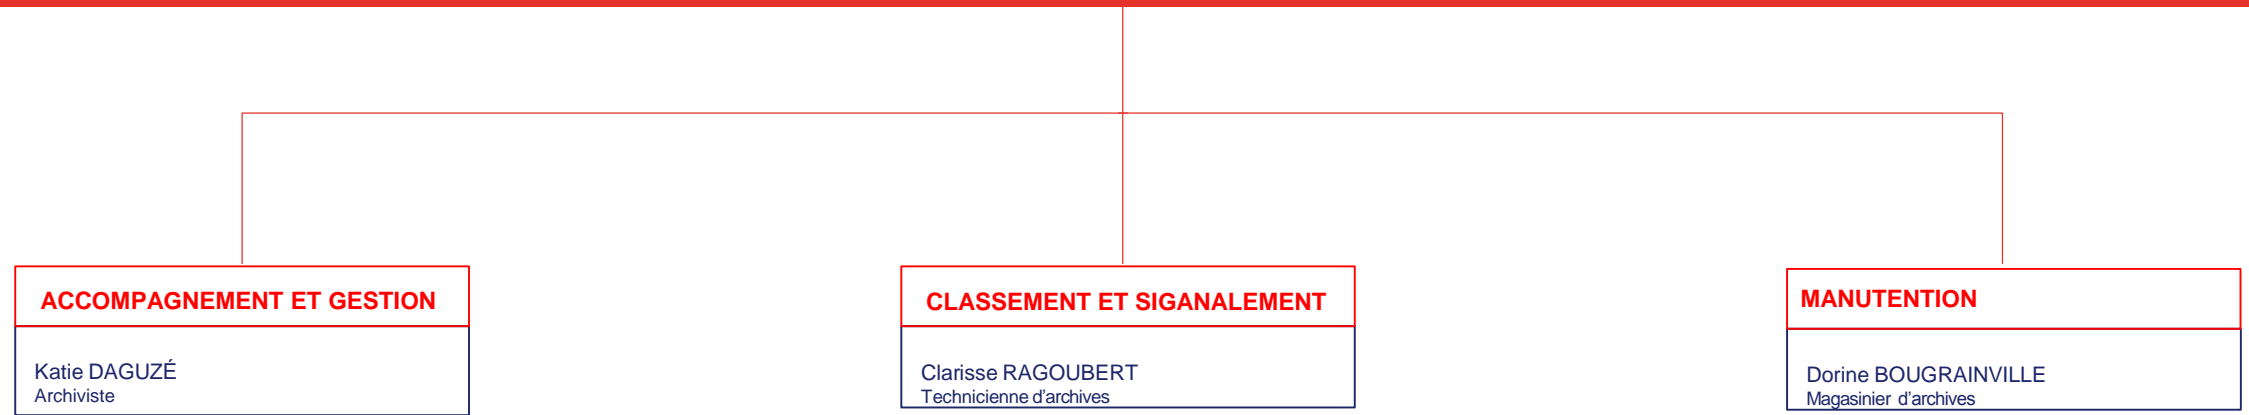 ACCOMPAGNEMENT ET GESTION
Katie DAGUZÉ
Archiviste
CLASSEMENT ET SIGANALEMENT
Clarisse RAGOUBERT
Technicienne d’archives
MANUTENTION
Dorine BOUGRAINVILLE
Magasinier d’archives